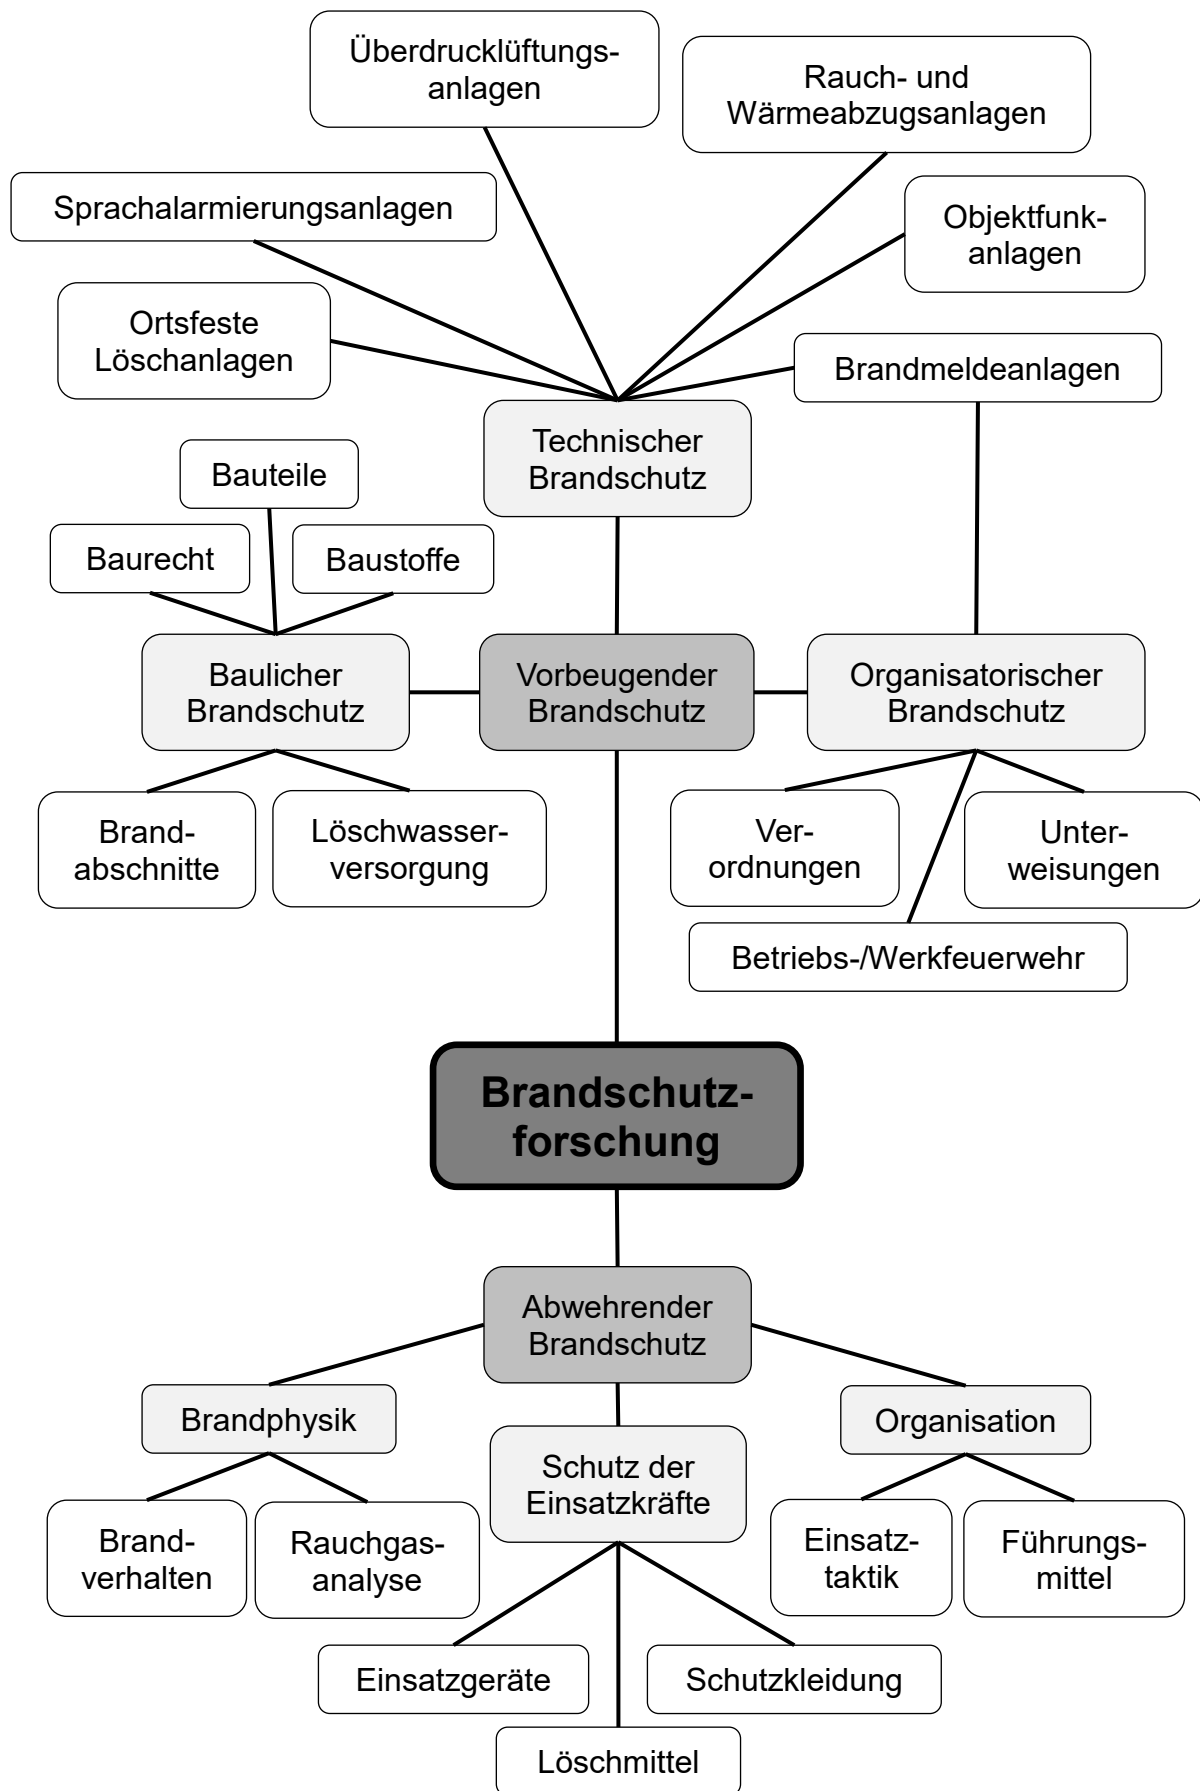 Überdrucklüftungs-
anlagen
Rauch- und
Wärmeabzugsanlagen
Sprachalarmierungsanlagen
Objektfunk-
anlagen
Ortsfeste
Löschanlagen
Brandmeldeanlagen
Technischer
Brandschutz
Bauteile
Baurecht
Baustoffe
Baulicher
Brandschutz
Vorbeugender
Brandschutz
Organisatorischer
Brandschutz
Brand-
abschnitte
Löschwasser-
versorgung
Ver-
ordnungen
Unter-
weisungen
Betriebs-/Werkfeuerwehr
Brandschutz-
forschung
Abwehrender
Brandschutz
Brandphysik
Schutz der
Einsatzkräfte
Organisation
Brand-
verhalten
Rauchgas-
analyse
Einsatz-
taktik
Führungs-
mittel
Einsatzgeräte
Schutzkleidung
Löschmittel